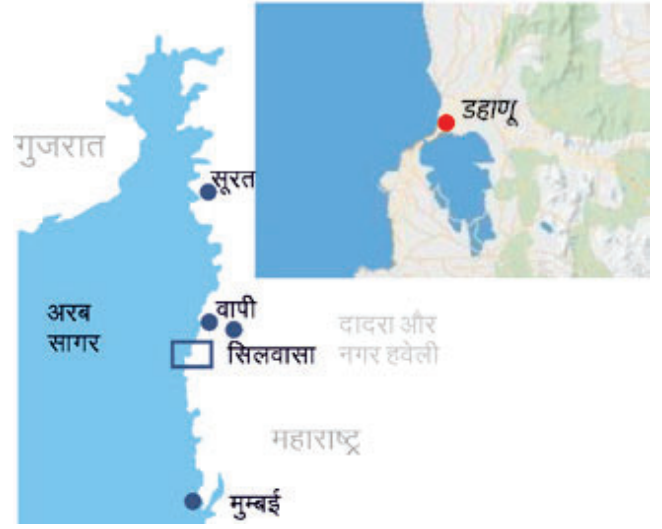 डहाणू
गुजरात
सूरत
अरब
सागर
वापी
सिलवासा
दादरा और
नगर हवेली
महाराष्ट्र
मुम्बई